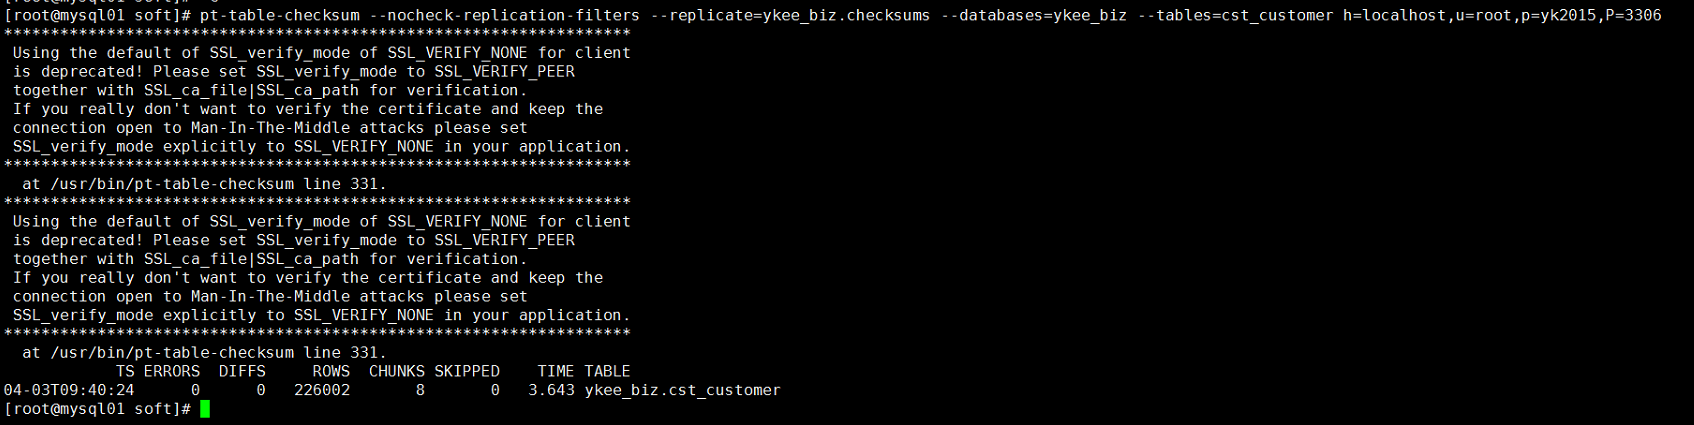 [root@mysql01 soft]# pt-table-checksum --nocheck-replication-filters --replicate=ykee_biz.checksums --databases=ykee_biz --tables=cst_customer h=localhost,u=root,p=yk2015,P=3306
*******************************************************************
 Using the default of SSL_verify_mode of SSL_VERIFY_NONE for client
 is deprecated! Please set SSL_verify_mode to SSL_VERIFY_PEER
 together with SSL_ca_file|SSL_ca_path for verification.
 If you really don't want to verify the certificate and keep the
 connection open to Man-In-The-Middle attacks please set
 SSL_verify_mode explicitly to SSL_VERIFY_NONE in your application.
*******************************************************************
  at /usr/bin/pt-table-checksum line 331.
*******************************************************************
 Using the default of SSL_verify_mode of SSL_VERIFY_NONE for client
 is deprecated! Please set SSL_verify_mode to SSL_VERIFY_PEER
 together with SSL_ca_file|SSL_ca_path for verification.
 If you really don't want to verify the certificate and keep the
 connection open to Man-In-The-Middle attacks please set
 SSL_verify_mode explicitly to SSL_VERIFY_NONE in your application.
*******************************************************************
  at /usr/bin/pt-table-checksum line 331.
            TS ERRORS  DIFFS     ROWS  CHUNKS SKIPPED    TIME TABLE
04-03T09:40:24      0      0   226002       8       0   3.643 ykee_biz.cst_customer
[root@mysql01 soft]#